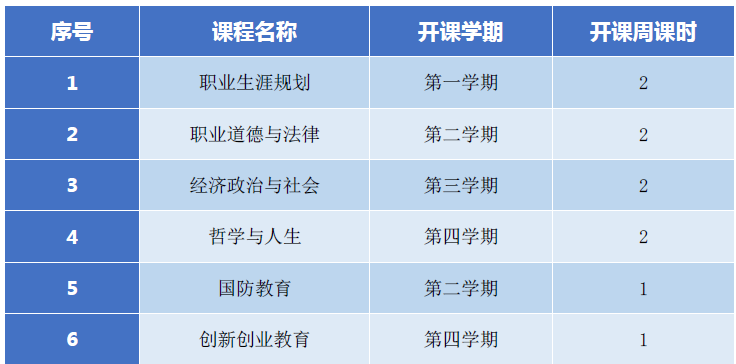 序号 课程名称 开课学期 开课周课时
1 职业生涯规划 第一学期 2
2 职业道德与法律 第二学期 2
3 经济政治与社会 第三学期 2
4 哲学与人生 第四学期 2
5 国防教育 第二学期 1
6 创新创业教育 第四学期 1